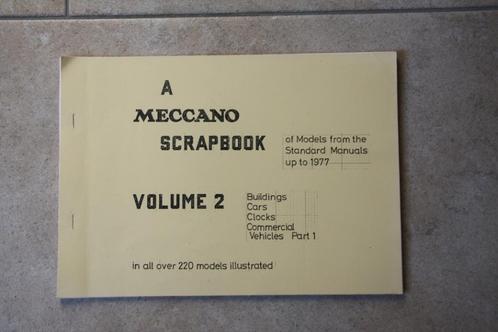 A
MECCANO
SCRAPBOOK
of Models from the
Standard Manuals
up to 1977
VOLUME 2
Buildings
Cars
Clocks
Commercial
Vehicles Part 1
in all over 220 models illustrated